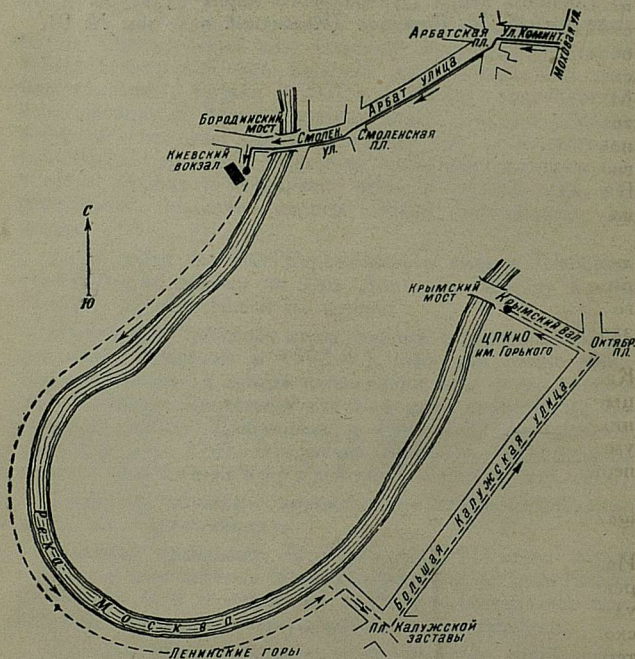 АРБАТСКАЯ
ПЛ.
УЛ. КОМИНТ.
МОХОВАЯ УЛ.
АРБАТ УЛИЦА
БОРОДИНСКИЙ
МОСТ
СМОЛЕН.
УЛ.
СМОЛЕНСКАЯ
ПЛ.
КИЕВСКИЙ
ВОКЗАЛ
С
Ю
КРЫМСКИЙ
МОСТ
КРЫМСКИЙ ВАЛ
ЦПКиО
ИМ. ГОРЬКОГО
ОКТЯБР.
ПЛ.
БОЛЬШАЯ КАЛУЖСКАЯ УЛИЦА
РЕКА МОСКВА
ПЛ. КАЛУЖСКОЙ
ЗАСТАВЫ
ЛЕНИНСКИЕ ГОРЫ